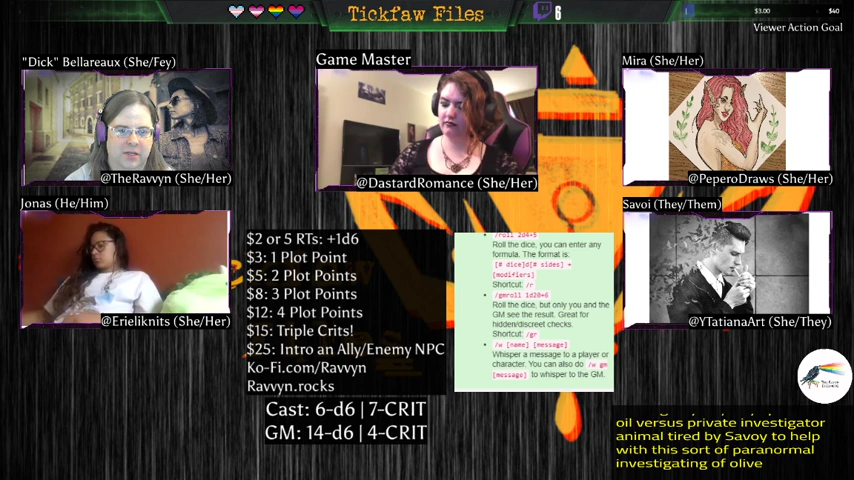 Tickfaw Files
6
$3.00
$40
Viewer Action Goal
"Dick" Bellareaux (She/Fey)
@TheRavvyn (She/Her)
Game Master
@DastardRomance (She/Her)
Mira (She/Her)
@PeperoDraws (She/Her)
Jonas (He/Him)
@Erieliknits (She/Her)
$2 or 5 RTs: +1d6
$3: 1 Plot Point
$5: 2 Plot Points
$8: 3 Plot Points
$12: 4 Plot Points
$15: Triple Crits!
$25: Intro an Ally/Enemy NPC
Ko-Fi.com/Ravvyn
Ravvyn.rocks
Cast: 6-d6 | 7-CRIT
GM: 14-d6 | 4-CRIT
/roll 2d4+5
Roll the dice, you can enter any
formula. The format is:
[# dice]d[# sides] +
[modifiers]
Shortcut: /r
/gmroll 1d20+6
Roll the dice, but only you and the
GM see the result. Great for
hidden/discreet checks.
Shortcut: /gr
/w [name] [message]
Whisper a message to a player or
character. You can also do /w gm
[message] to whisper to the GM.
Savoi (They/Them)
@YTatianaArt (She/They)
oil versus private investigator
animal tired by Savoy to help
with this sort of paranormal
investigating of olive